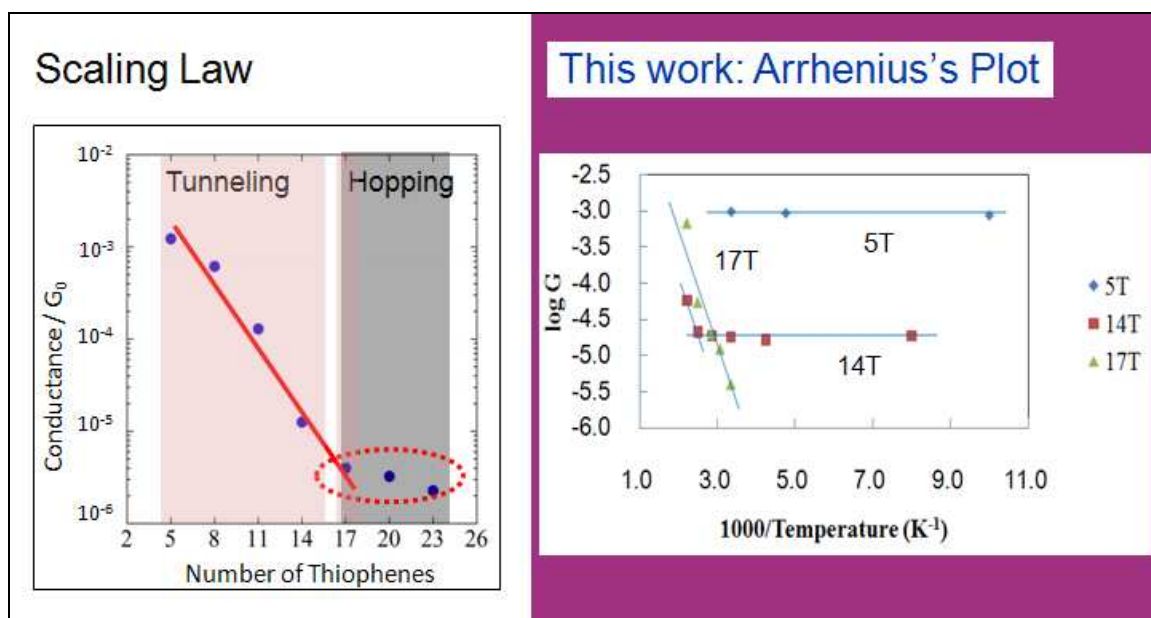 Scaling Law
10⁻²
10⁻³
10⁻⁴
10⁻⁵
10⁻⁶
Conductance / G₀
Tunneling
Hopping
2 5 8 11 14 17 20 23 26
Number of Thiophenes
This work: Arrhenius's Plot
-2.5
-3.0
-3.5
-4.0
-4.5
-5.0
-5.5
-6.0
log G
17T
5T
14T
5T
14T
17T
1.0 3.0 5.0 7.0 9.0 11.0
1000/Temperature (K⁻¹)